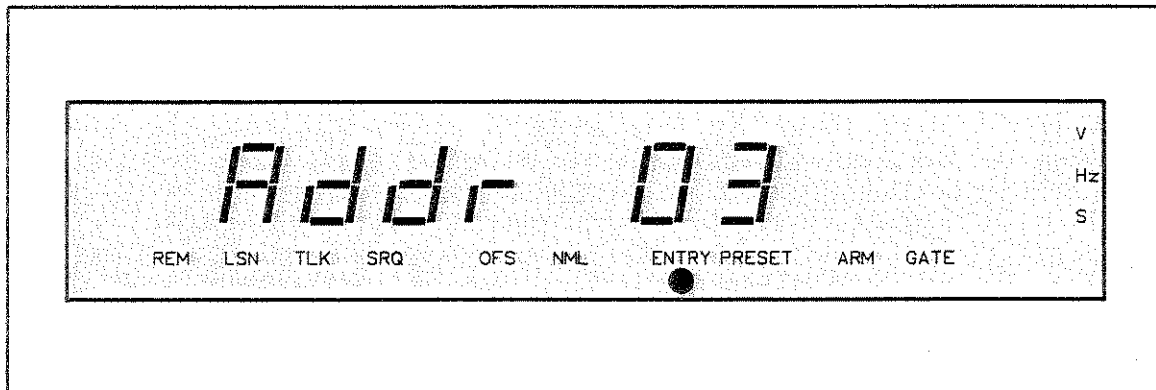 V
Addr 03
Hz
S
REM LSN TLK SRQ OFS NML ENTRY PRESET ARM GATE